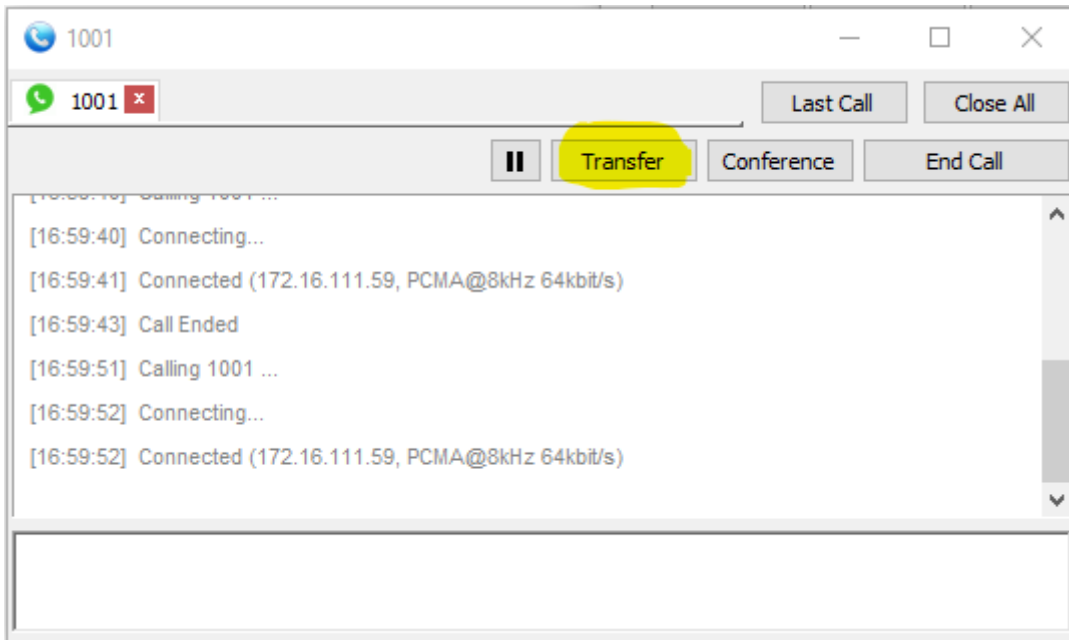 1001
1001 x
Last Call
Close All
Transfer
Conference
End Call
[16:59:40] Connecting...
[16:59:41] Connected (172.16.111.59, PCMA@8kHz 64kbit/s)
[16:59:43] Call Ended
[16:59:51] Calling 1001 ...
[16:59:52] Connecting...
[16:59:52] Connected (172.16.111.59, PCMA@8kHz 64kbit/s)